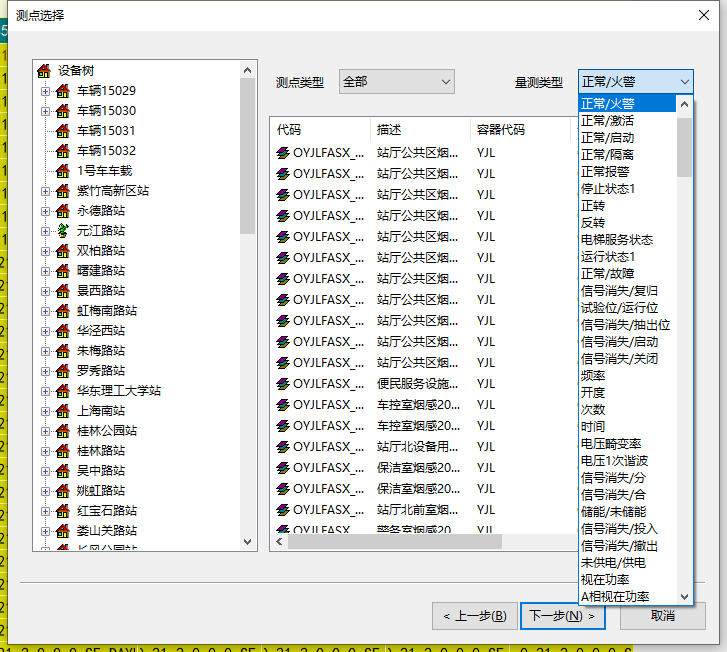 测点选择
设备树
车辆15029
车辆15030
车辆15031
车辆15032
1号车车载
紫竹高新区站
永德路站
元江路站
双柏路站
曙建路站
景西路站
虹梅南路站
华泾西站
朱梅路站
罗秀路站
华东理工大学站
上海南站
桂林公园站
桂林路站
吴中路站
姚虹路站
红宝石路站
娄山关路站
长风公园站
测点类型 全部
量测类型 正常/火警
代码 描述 容器代码
OYJLFASX_... 站厅公共区烟... YJL
OYJLFASX_... 站厅公共区烟... YJL
OYJLFASX_... 站厅公共区烟... YJL
OYJLFASX_... 站厅公共区烟... YJL
OYJLFASX_... 站厅公共区烟... YJL
OYJLFASX_... 站厅公共区烟... YJL
OYJLFASX_... 站厅公共区烟... YJL
OYJLFASX_... 站厅公共区烟... YJL
OYJLFASX_... 站厅公共区烟... YJL
OYJLFASX_... 站厅公共区烟... YJL
OYJLFASX_... 站厅公共区烟... YJL
OYJLFASX_... 便民服务设施... YJL
OYJLFASX_... 车控室烟感20... YJL
OYJLFASX_... 车控室烟感20... YJL
OYJLFASX_... 站厅北设备用... YJL
OYJLFASX_... 保洁室烟感20... YJL
OYJLFASX_... 保洁室烟感20... YJL
OYJLFASX_... 站厅北前室烟... YJL
OYJLFASX_... 警务室烟感20... YJL
正常/火警
正常/激活
正常/启动
正常/隔离
正常报警
停止状态1
正转
反转
电梯服务状态
运行状态1
正常/故障
信号消失/复归
试验位/运行位
信号消失/抽出位
信号消失/启动
信号消失/关闭
频率
开度
次数
时间
电压畸变率
电压1次谐波
信号消失/分
信号消失/合
储能/未储能
信号消失/投入
信号消失/撤出
未供电/供电
视在功率
A相视在功率
< 上一步(B) 下一步(N) > 取消